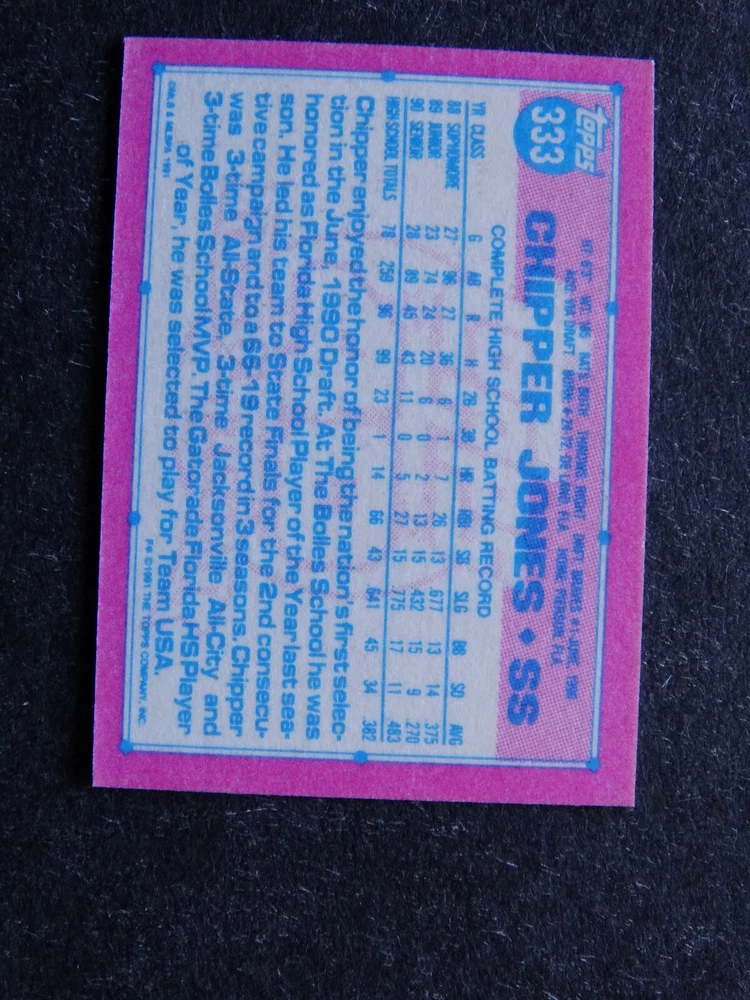 topps
333
CHIPPER JONES • SS
COMPLETE HIGH SCHOOL BATTING RECORD
YR CLASS G AB R H 2B 3B HR RBI SB SLG BB SO AVG
88 SOPHOMORE 27 96 27 36 6 1 7 26 13 .677 13 14 .375
89 JUNIOR 23 74 24 20 6 0 2 13 15 .432 15 9 .270
90 SENIOR 28 89 45 43 11 0 5 27 15 .775 17 11 .483
HIGH SCHOOL TOTALS 78 259 96 99 23 1 14 66 43 .641 45 34 .382
Chipper enjoyed the honor of being the nation's first selec-
tion in the June, 1990 Draft. At The Bolles School he was
honored as Florida High School Player of the Year last sea-
son. He led his team to State Finals for the 2nd consecu-
tive campaign and to a 66-19 record in 3 seasons. Chipper
was 3-time All-State, 3-time Jacksonville All-City and
3-time Bolles School MVP. The Gatorade Florida HS Player
of Year, he was selected to play for Team USA.
© 1991 THE TOPPS COMPANY, INC.